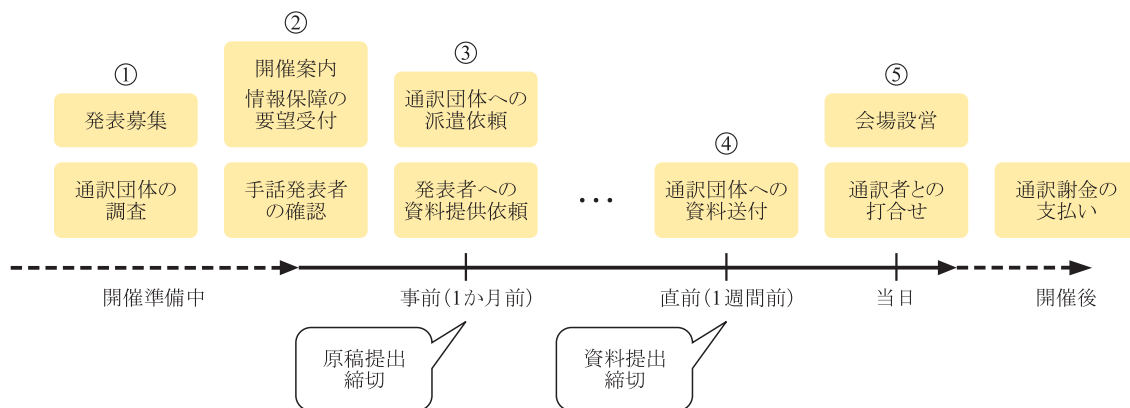 ①
発表募集
通訳団体の
調査
②
開催案内
情報保障の
要望受付
手話発表者
の確認
③
通訳団体への
派遣依頼
発表者への
資料提供依頼
…
④
通訳団体への
資料送付
⑤
会場設営
通訳者との
打合せ
通訳謝金の
支払い
開催準備中
事前(1か月前)
直前(1週間前)
当日
開催後
原稿提出
締切
資料提出
締切